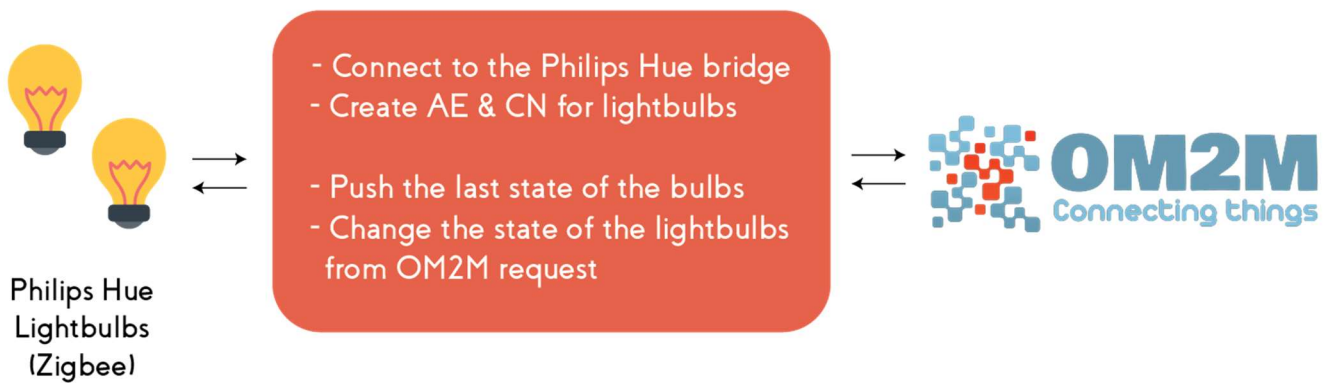 - Connect to the Philips Hue bridge
- Create AE & CN for lightbulbs
- Push the last state of the bulbs
- Change the state of the lightbulbs
from OM2M request
Philips Hue
Lightbulbs
(Zigbee)
OM2M
Connecting things